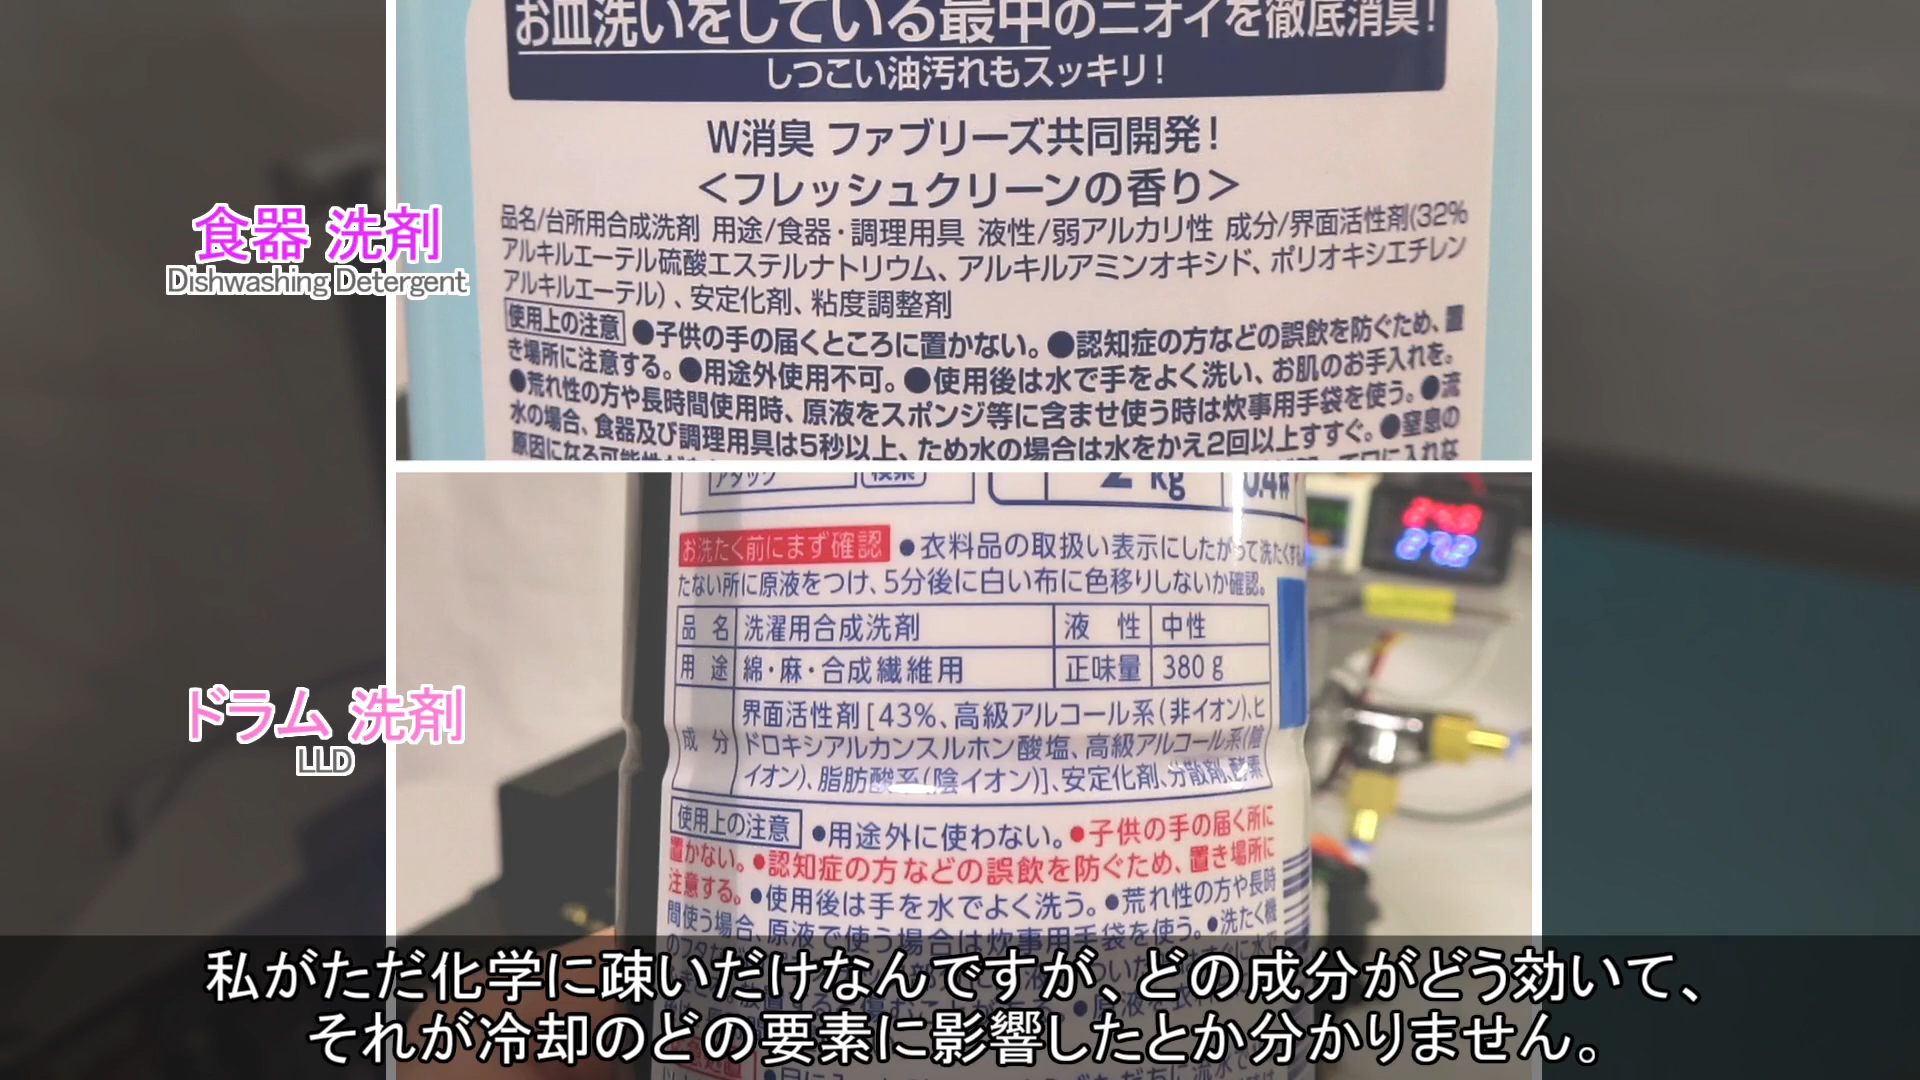 お皿洗いをしている最中のニオイを徹底消臭!
しつこい油汚れもスッキリ!
W消臭 ファブリーズ共同開発!
<フレッシュクリーンの香り>
品名/台所用合成洗剤 用途/食器・調理用具 液性/弱アルカリ性 成分/界面活性剤(32%
アルキルエーテル硫酸エステルナトリウム、アルキルアミンオキシド、ポリオキシエチレン
アルキルエーテル)、安定化剤、粘度調整剤
使用上の注意 ●子供の手の届くところに置かない。●認知症の方などの誤飲を防ぐため、置
き場所に注意する。●用途外使用不可。●使用後は水で手をよく洗い、お肌のお手入れを。
●荒れ性の方や長時間使用時、原液をスポンジ等に含ませ使う時は炊事用手袋を使う。●流
水の場合、食器及び調理用具は5秒以上、ため水の場合は水をかえ2回以上すすぐ。●窒息の
原因になる可能性が
食器 洗剤
Dishwashing Detergent
アタック 検索
2kg
お洗たく前にまず確認 ●衣料品の取扱い表示にしたがって洗たくする
たない所に原液をつけ、5分後に白い布に色移りしないか確認。
品名 洗濯用合成洗剤 液性 中性
用途 綿・麻・合成繊維用 正味量 380g
成分 界面活性剤[43%、高級アルコール系(非イオン)、ヒ
ドロキシアルカンスルホン酸塩、高級アルコール系(陰
イオン)、脂肪酸系(陰イオン)]、安定化剤、分散剤、酵素
使用上の注意 ●用途外に使わない。●子供の手の届く所に
置かない。●認知症の方などの誤飲を防ぐため、置き場所に
注意する。●使用後は手を水でよく洗う。●荒れ性の方や長時
間使う場合、原液で使う場合は炊事用手袋を使う。●洗たく機
ドラム 洗剤
LLD
私がただ化学に疎いだけなんですが、どの成分がどう効いて、
それが冷却のどの要素に影響したとか分かりません。